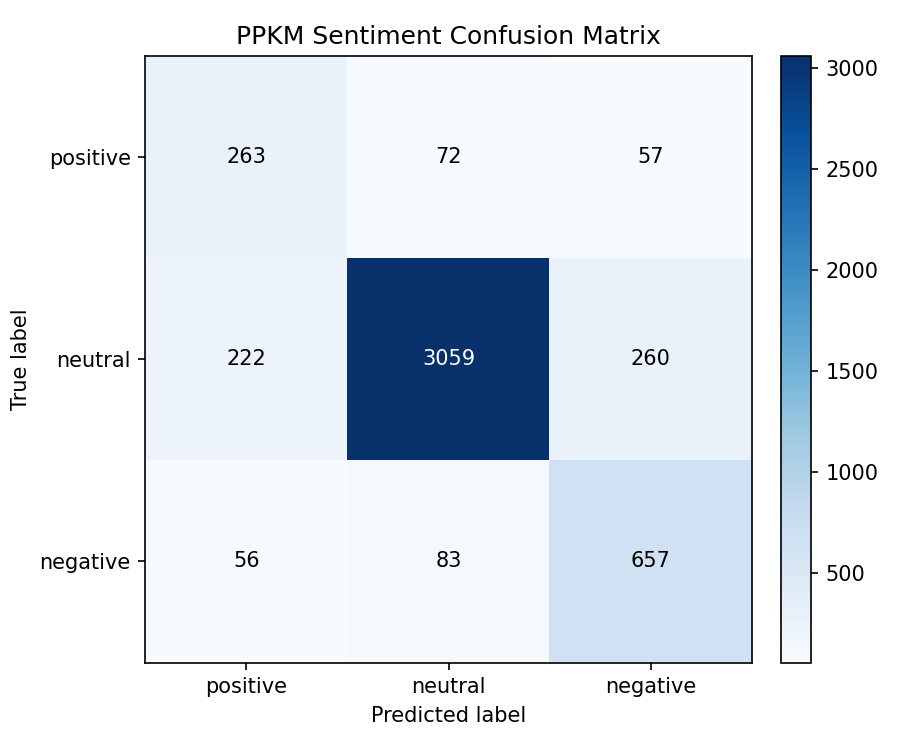 PPKM Sentiment Confusion Matrix
positive 263 72 57
neutral 222 3059 260
negative 56 83 657
positive neutral negative
Predicted label
True label
3000
2500
2000
1500
1000
500